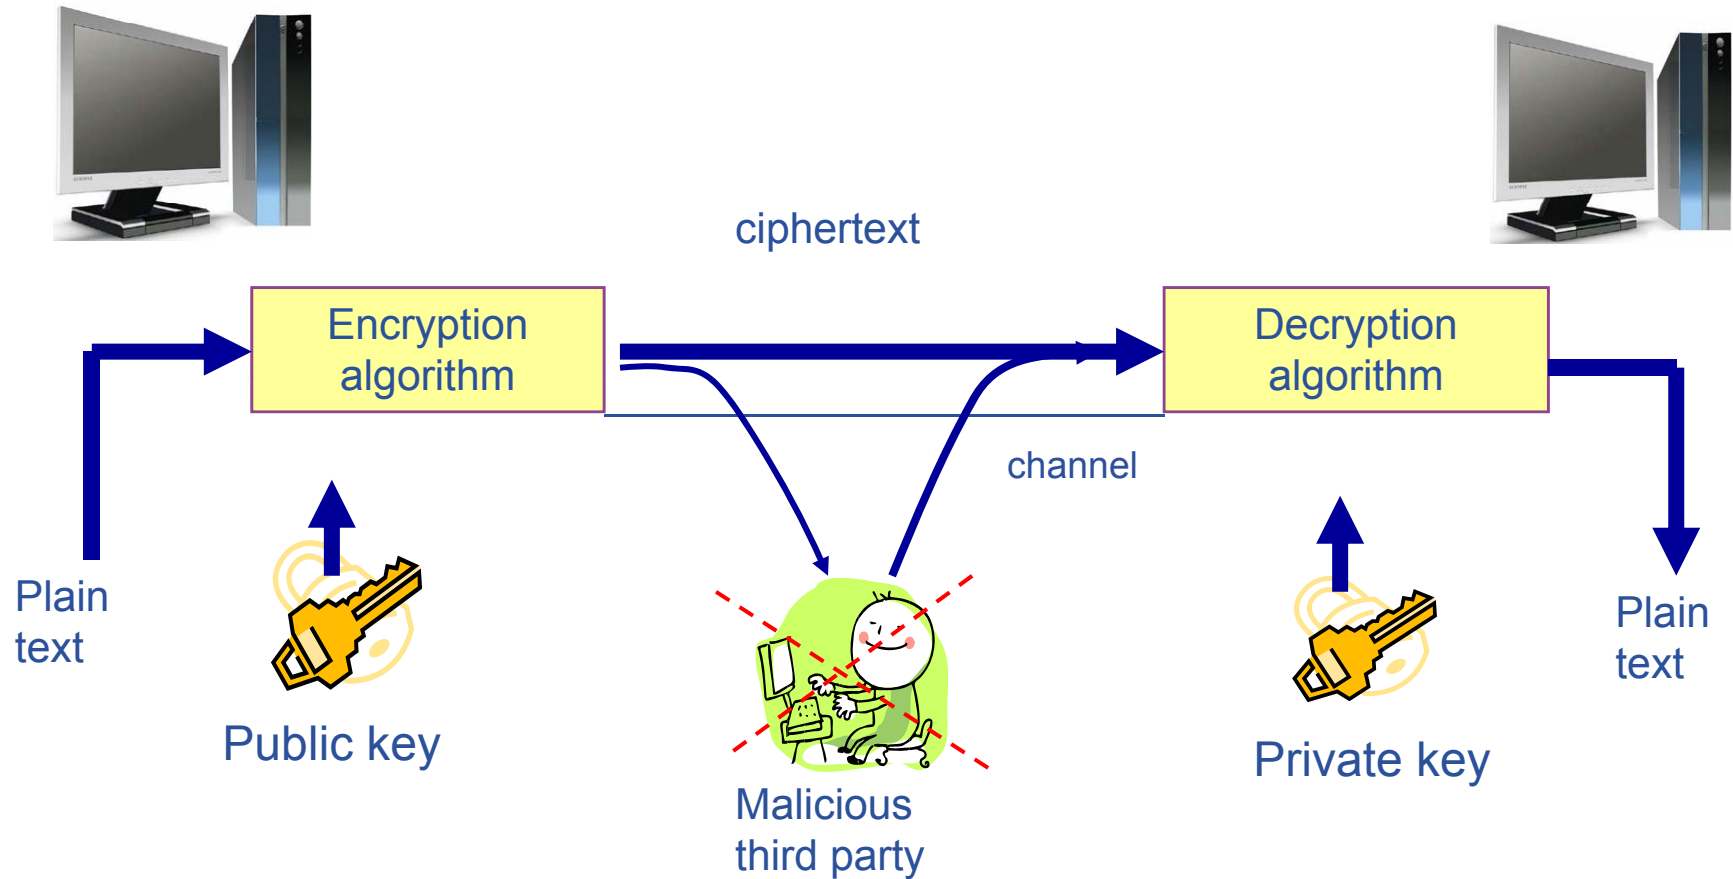 ciphertext
Encryption
algorithm
Decryption
algorithm
channel
Plain
text
Public key
Malicious
third party
Private key
Plain
text